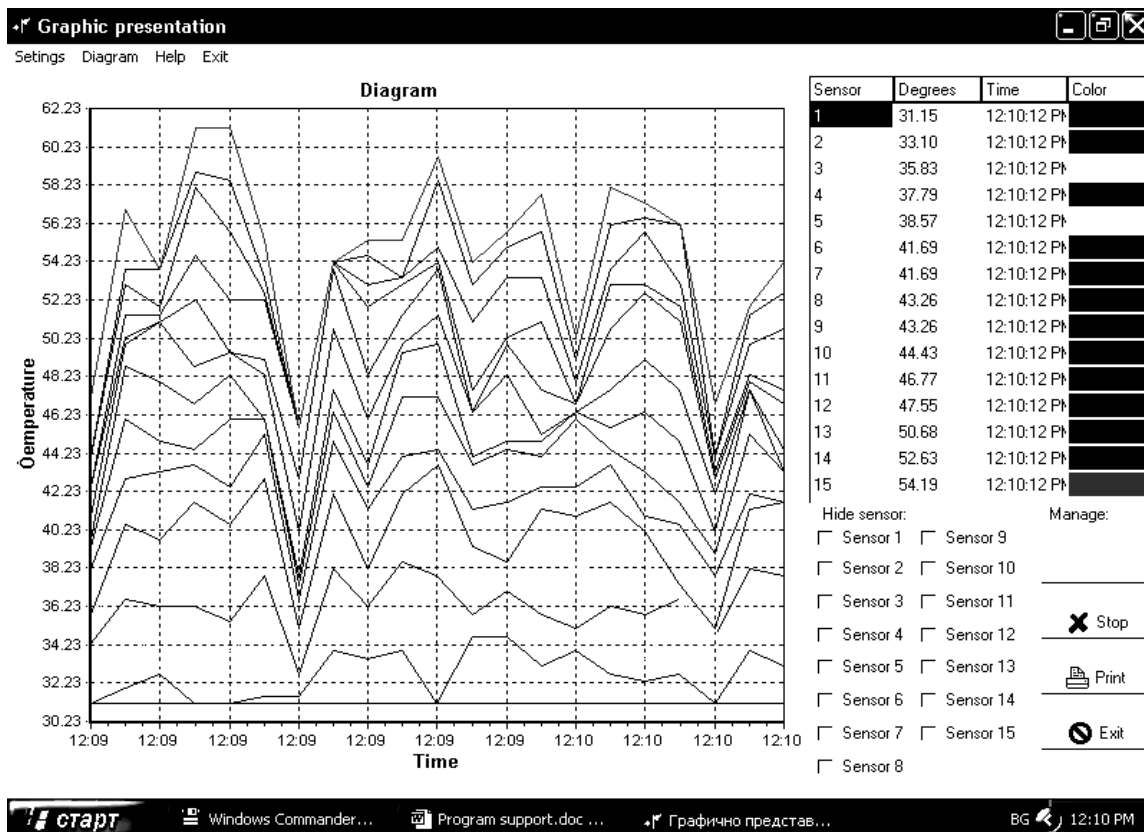 Graphic presentation
Setings Diagram Help Exit
Diagram
Òemperature
62.23
60.23
58.23
56.23
54.23
52.23
50.23
48.23
46.23
44.23
42.23
40.23
38.23
36.23
34.23
32.23
30.23
12:09 12:09 12:09 12:09 12:09 12:09 12:09 12:10 12:10 12:10 12:10
Time
Sensor Degrees Time Color
1 31.15 12:10:12 PM
2 33.10 12:10:12 PM
3 35.83 12:10:12 PM
4 37.79 12:10:12 PM
5 38.57 12:10:12 PM
6 41.69 12:10:12 PM
7 41.69 12:10:12 PM
8 43.26 12:10:12 PM
9 43.26 12:10:12 PM
10 44.43 12:10:12 PM
11 46.77 12:10:12 PM
12 47.55 12:10:12 PM
13 50.68 12:10:12 PM
14 52.63 12:10:12 PM
15 54.19 12:10:12 PM
Hide sensor: Manage:
Sensor 1 Sensor 9
Sensor 2 Sensor 10
Sensor 3 Sensor 11
Sensor 4 Sensor 12
Stop
Sensor 5 Sensor 13
Print
Sensor 6 Sensor 14
Sensor 7 Sensor 15
Exit
Sensor 8
старт Windows Commander... Program support.doc ... Графично представ... BG 12:10 PM